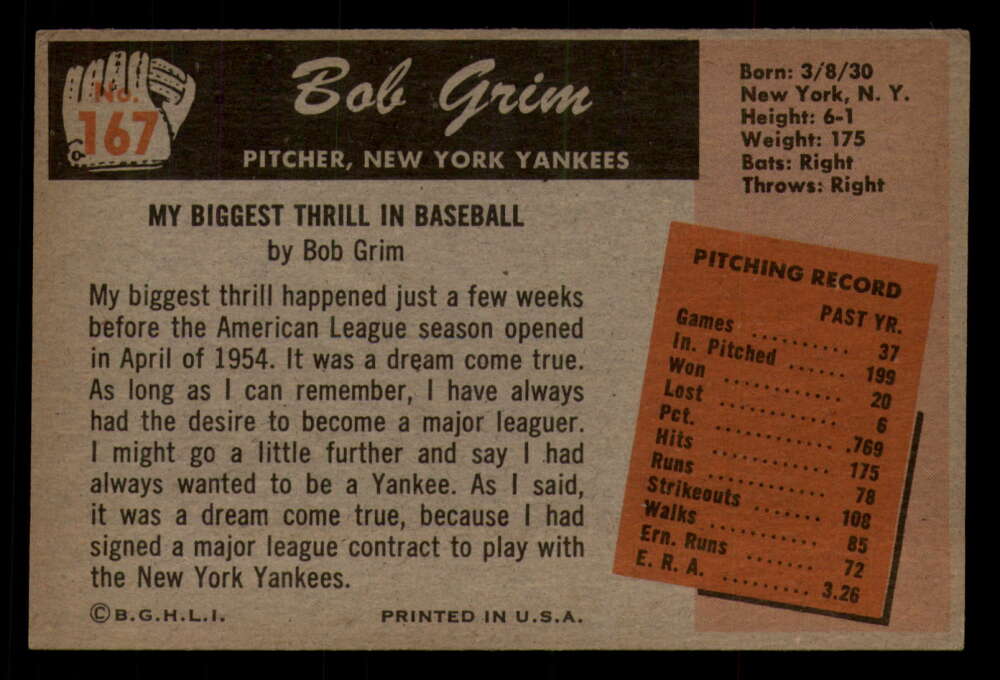 No.
167
Bob Grim
PITCHER, NEW YORK YANKEES
Born: 3/8/30
New York, N. Y.
Height: 6-1
Weight: 175
Bats: Right
Throws: Right
MY BIGGEST THRILL IN BASEBALL
by Bob Grim
My biggest thrill happened just a few weeks
before the American League season opened
in April of 1954. It was a dream come true.
As long as I can remember, I have always
had the desire to become a major leaguer.
I might go a little further and say I had
always wanted to be a Yankee. As I said,
it was a dream come true, because I had
signed a major league contract to play with
the New York Yankees.
PITCHING RECORD
PAST YR.
Games .......... 37
In. Pitched ...... 199
Won ............ 20
Lost ............ 6
Pct. ............ .769
Hits ............ 175
Runs ............ 78
Strikeouts ....... 108
Walks .......... 85
Ern. Runs ....... 72
E. R. A. ......... 3.26
© B.G.H.L.I.
PRINTED IN U.S.A.